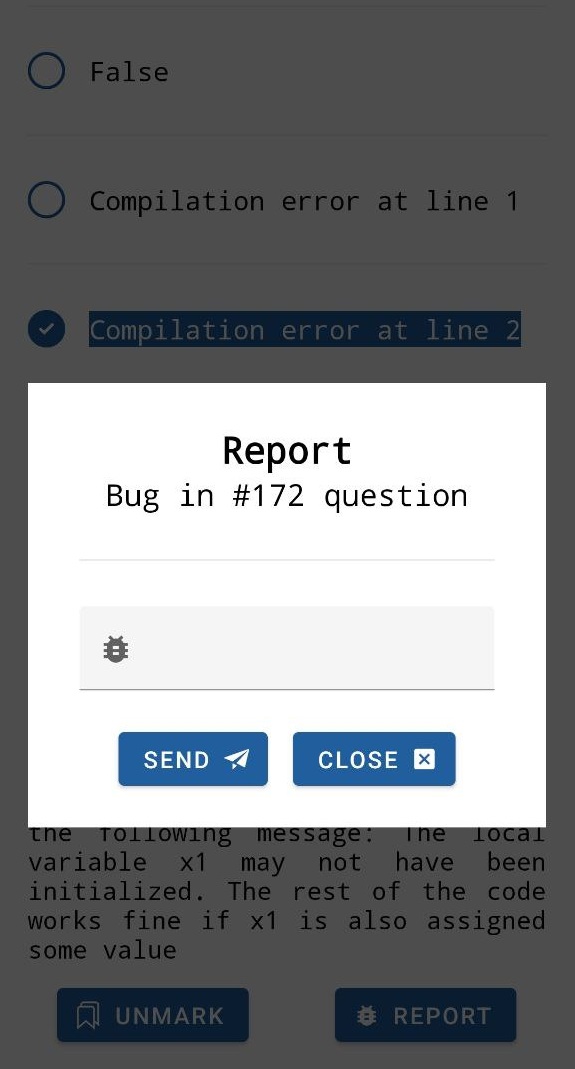 False
Compilation error at line 1
Compilation error at line 2
Report
Bug in #172 question
SEND
CLOSE
the following message: The local
variable x1 may not have been
initialized. The rest of the code
works fine if x1 is also assigned
some value
UNMARK
REPORT